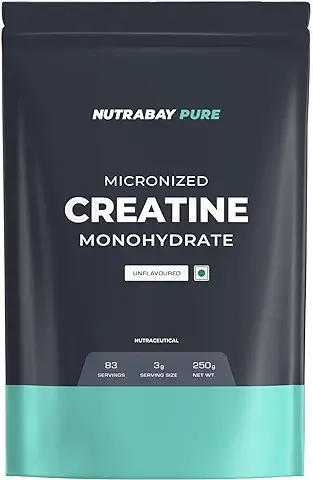 NUTRABAY PURE
MICRONIZED
CREATINE
MONOHYDRATE
UNFLAVOURED
NUTRACEUTICAL
83 3g 250g
SERVINGS SERVING SIZE NET WT.